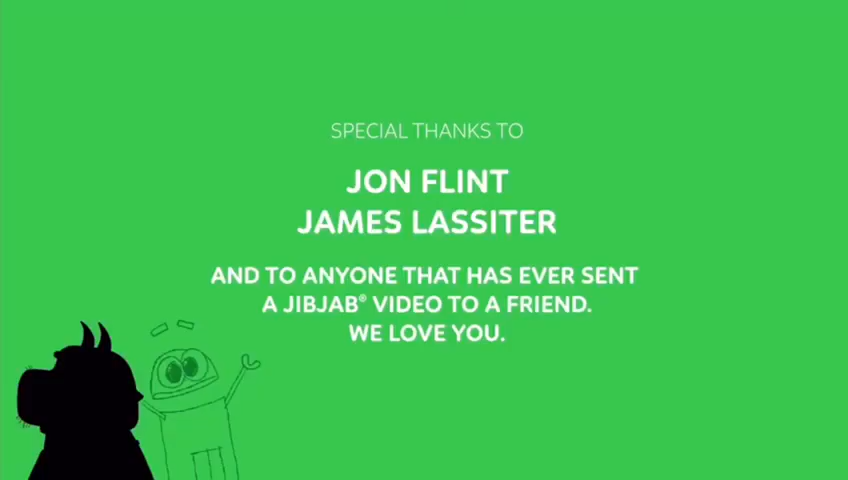 SPECIAL THANKS TO
JON FLINT
JAMES LASSITER
AND TO ANYONE THAT HAS EVER SENT
A JIBJAB® VIDEO TO A FRIEND.
WE LOVE YOU.